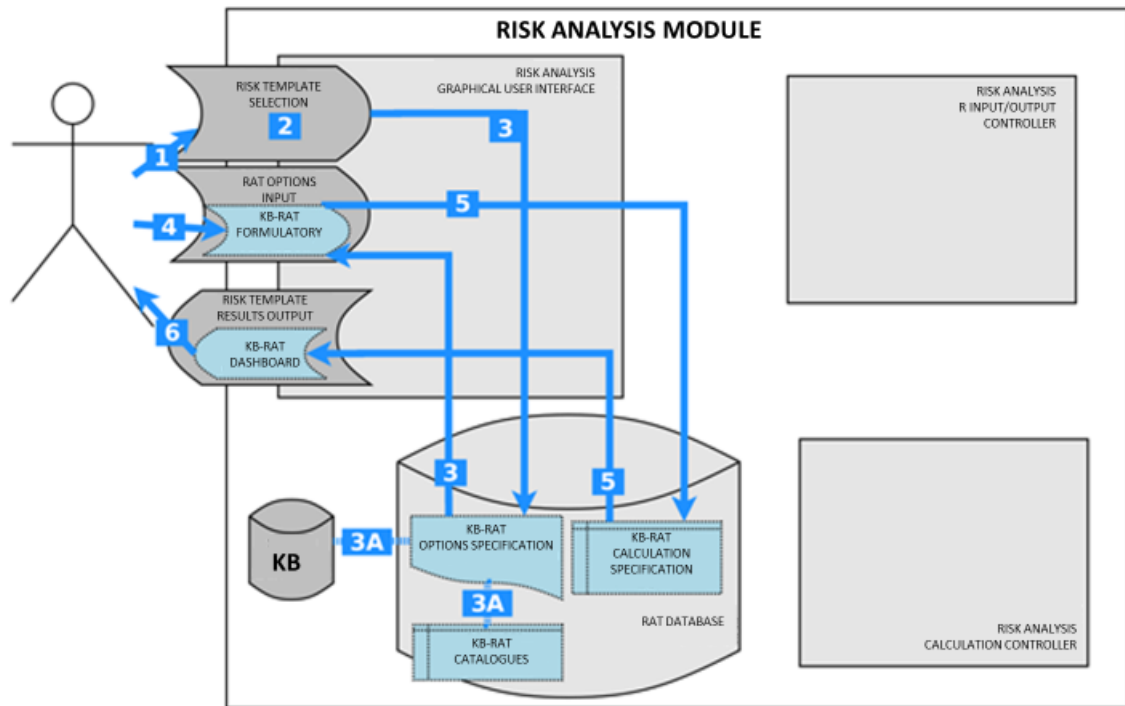 RISK ANALYSIS MODULE
RISK ANALYSIS
GRAPHICAL USER INTERFACE
RISK ANALYSIS
R INPUT/OUTPUT
CONTROLLER
RISK TEMPLATE
SELECTION
2
3
1
RAT OPTIONS
INPUT
KB-RAT
FORMULATORY
5
4
RISK TEMPLATE
RESULTS OUTPUT
KB-RAT
DASHBOARD
6
3
5
KB
3A
KB-RAT
OPTIONS SPECIFICATION
KB-RAT
CALCULATION
SPECIFICATION
3A
KB-RAT
CATALOGUES
RAT DATABASE
RISK ANALYSIS
CALCULATION CONTROLLER